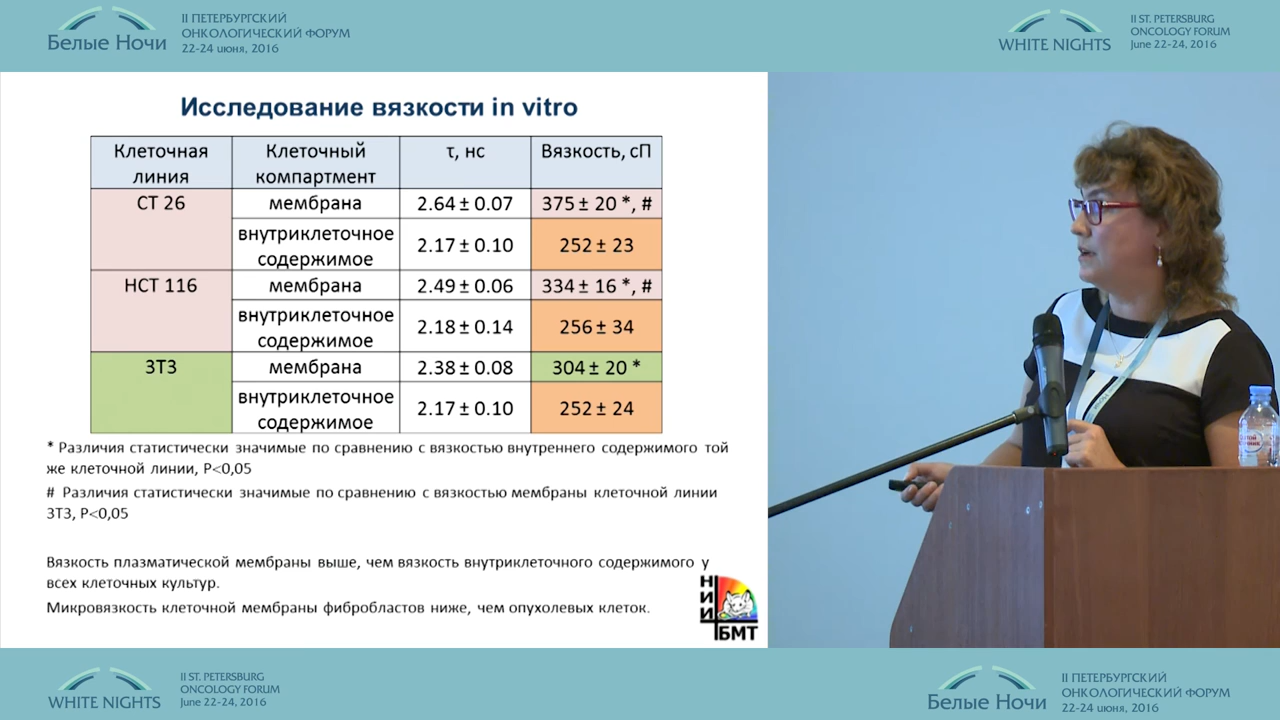 II ПЕТЕРБУРГСКИЙ
ОНКОЛОГИЧЕСКИЙ ФОРУМ
Белые Ночи
22-24 июня, 2016
II ST. PETERSBURG
ONCOLOGY FORUM
WHITE NIGHTS
June 22-24, 2016
Исследование вязкости in vitro
Клеточная линия
Клеточный компартмент
τ, нс
Вязкость, сП
CT 26
мембрана
2.64 ± 0.07
375 ± 20 *, #
внутриклеточное содержимое
2.17 ± 0.10
252 ± 23
HCT 116
мембрана
2.49 ± 0.06
334 ± 16 *, #
внутриклеточное содержимое
2.18 ± 0.14
256 ± 34
3T3
мембрана
2.38 ± 0.08
304 ± 20 *
внутриклеточное содержимое
2.17 ± 0.10
252 ± 24
* Различия статистически значимые по сравнению с вязкостью внутреннего содержимого той
же клеточной линии, P<0,05
# Различия статистически значимые по сравнению с вязкостью мембраны клеточной линии
3T3, P<0,05
Вязкость плазматической мембраны выше, чем вязкость внутриклеточного содержимого у
всех клеточных культур.
Микровязкость клеточной мембраны фибробластов ниже, чем опухолевых клеток.
НИИ
БМТ
II ST. PETERSBURG
ONCOLOGY FORUM
WHITE NIGHTS
June 22-24, 2016
II ПЕТЕРБУРГСКИЙ
ОНКОЛОГИЧЕСКИЙ ФОРУМ
Белые Ночи
22-24 июня, 2016